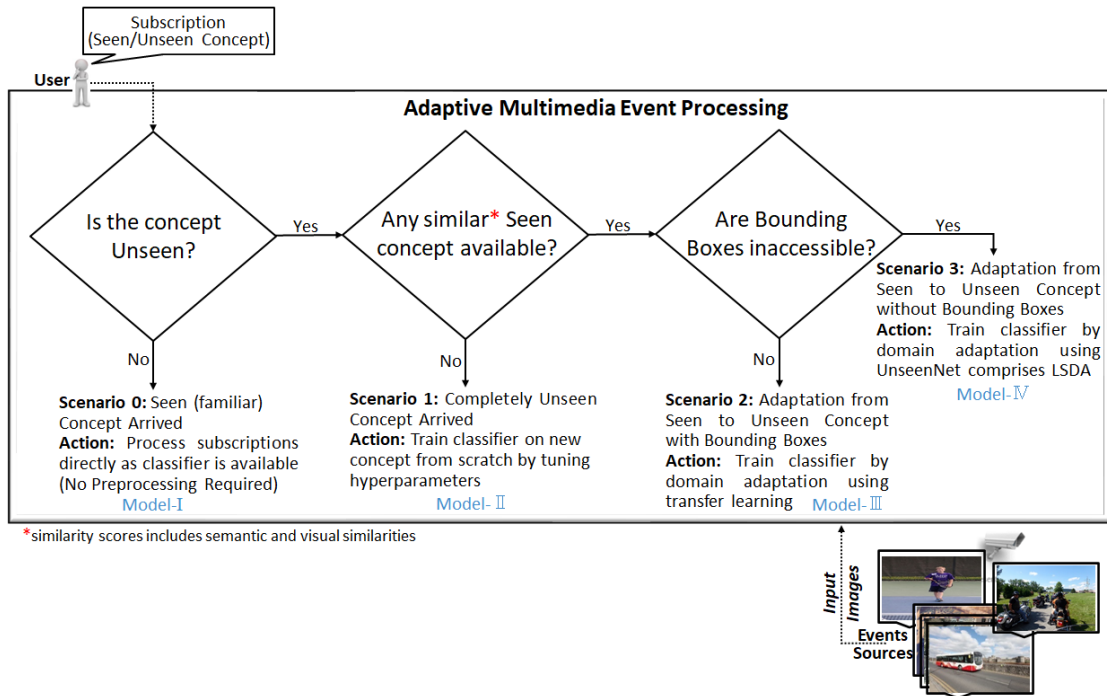 Subscription
(Seen/Unseen Concept)
User
Adaptive Multimedia Event Processing
Is the concept
Unseen?
Yes
Any similar* Seen
concept available?
Yes
Are Bounding
Boxes inaccessible?
Yes
No
No
No
Scenario 0: Seen (familiar)
Concept Arrived
Action: Process subscriptions
directly as classifier is available
(No Preprocessing Required)
Model-I
Scenario 1: Completely Unseen
Concept Arrived
Action: Train classifier on new
concept from scratch by tuning
hyperparameters
Model- II
Scenario 2: Adaptation from
Seen to Unseen Concept
with Bounding Boxes
Action: Train classifier by
domain adaptation using
transfer learning
Model-III
Scenario 3: Adaptation from
Seen to Unseen Concept
without Bounding Boxes
Action: Train classifier by
domain adaptation using
UnseenNet comprises LSDA
Model-IV
*similarity scores includes semantic and visual similarities
Input
Images
Events
Sources